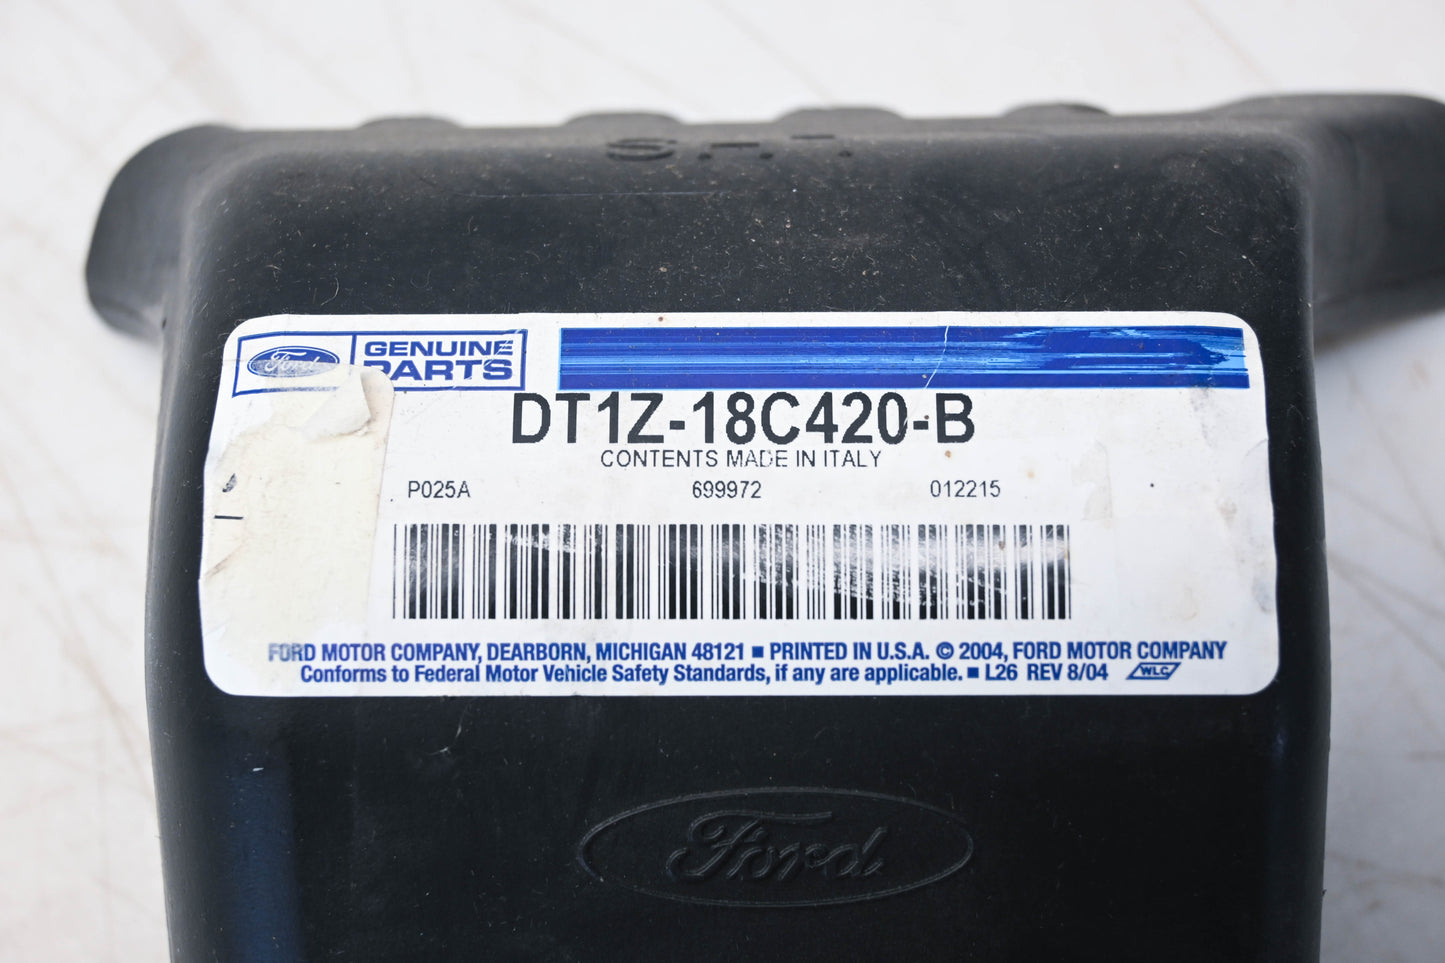 Ford
GENUINE
PARTS
DT1Z-18C420-B
CONTENTS MADE IN ITALY
P025A 699972 012215
FORD MOTOR COMPANY, DEARBORN, MICHIGAN 48121 ■ PRINTED IN U.S.A. © 2004, FORD MOTOR COMPANY
Conforms to Federal Motor Vehicle Safety Standards, if any are applicable. ■ L26 REV 8/04 WLC
Ford